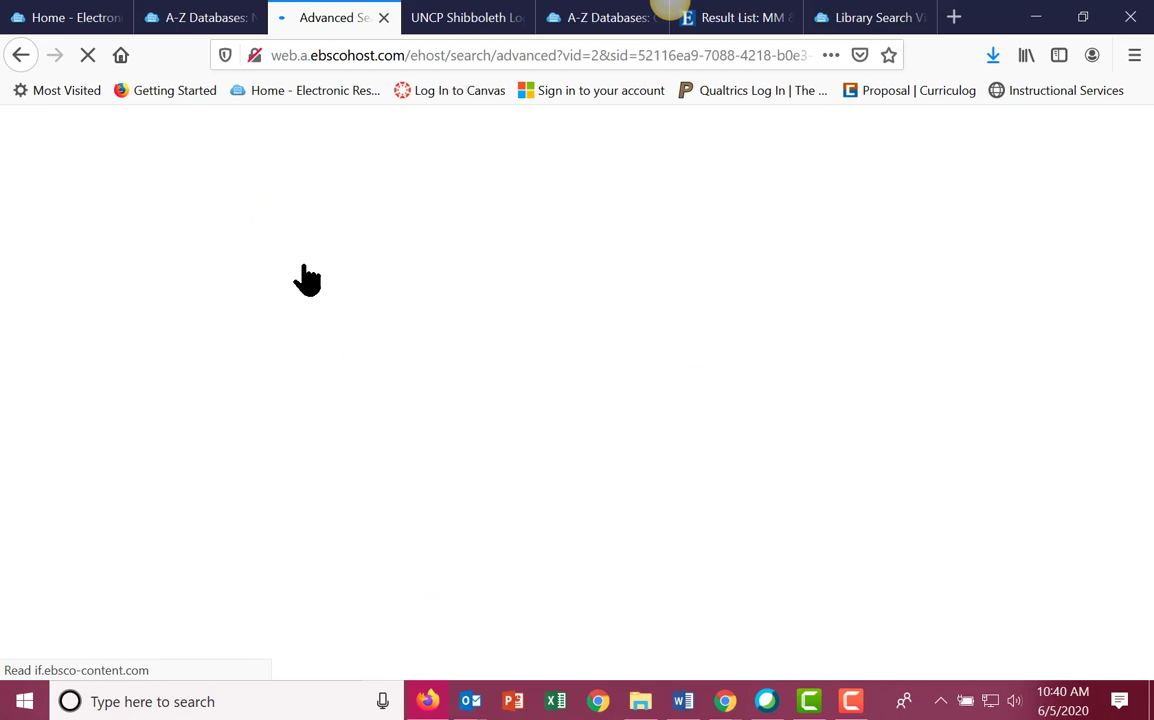 Home - Electroni
A-Z Databases: N
Advanced Sea
UNCP Shibboleth Lo
A-Z Databases:
Result List: MM &
Library Search Vi
web.a.ebscohost.com/ehost/search/advanced?vid=2&sid=52116ea9-7088-4218-b0e3-
Most Visited
Getting Started
Home - Electronic Res...
Log In to Canvas
Sign in to your account
Qualtrics Log In | The ...
Proposal | Curriculog
Instructional Services
Read if.ebsco-content.com
Type here to search
10:40 AM
6/5/2020